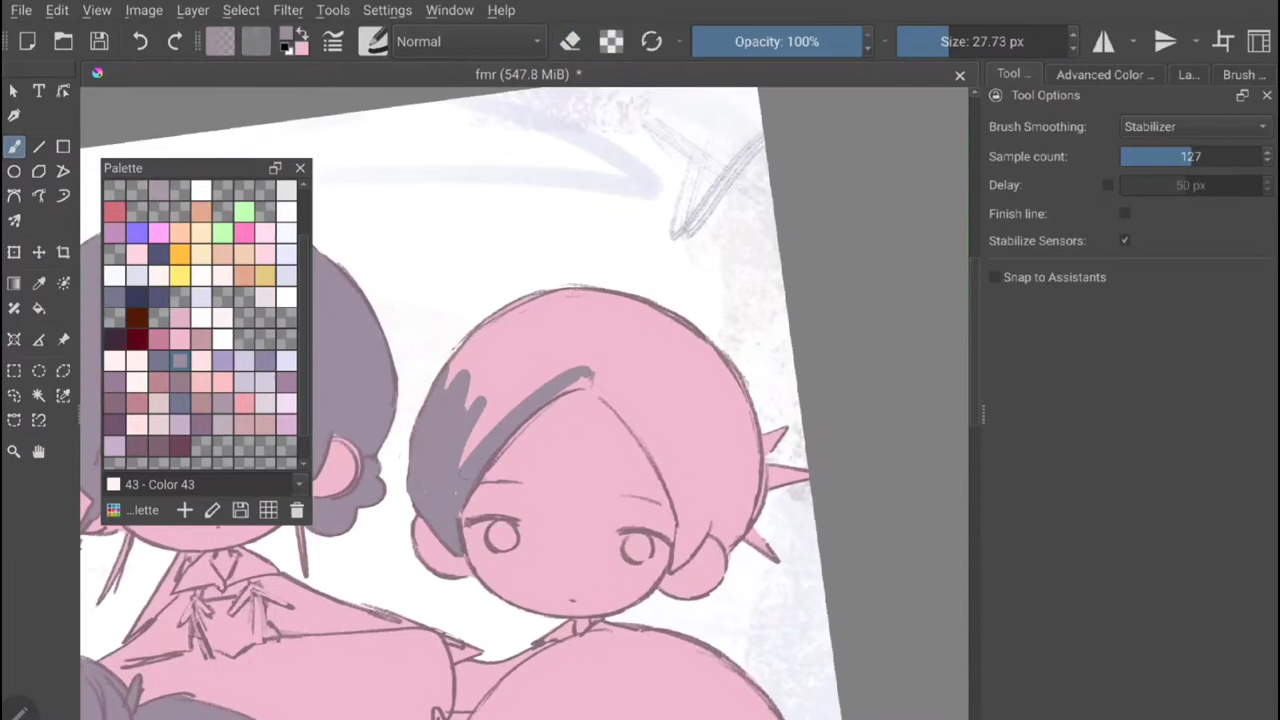 File Edit View Image Layer Select Filter Tools Settings Window Help
Normal Opacity: 100% Size: 27.73 px
fmr (547.8 MiB) *
Tool ... Advanced Color ... La... Brush ...
Tool Options
Brush Smoothing: Stabilizer
Sample count: 127
Delay: 50 px
Finish line:
Stabilize Sensors:
Snap to Assistants
Palette
43 - Color 43
...lette